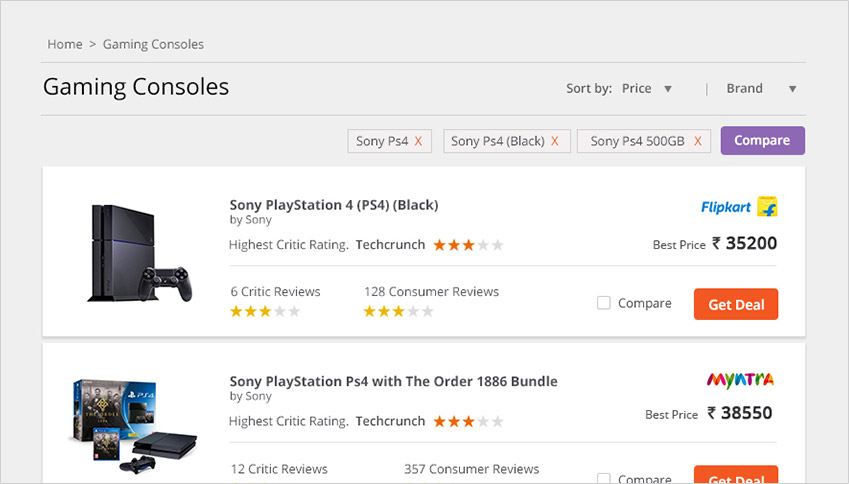 Home > Gaming Consoles
Gaming Consoles
Sort by: Price ▼ | Brand ▼
Sony Ps4 X Sony Ps4 (Black) X Sony Ps4 500GB X Compare
Sony PlayStation 4 (PS4) (Black)
by Sony
Flipkart
Highest Critic Rating. Techcrunch
Best Price ₹ 35200
6 Critic Reviews 128 Consumer Reviews
Compare Get Deal
Sony PlayStation Ps4 with The Order 1886 Bundle
by Sony
Myntra
Highest Critic Rating. Techcrunch
Best Price ₹ 38550
PS4
THE ORDER
12 Critic Reviews 357 Consumer Reviews
Compare Get Deal